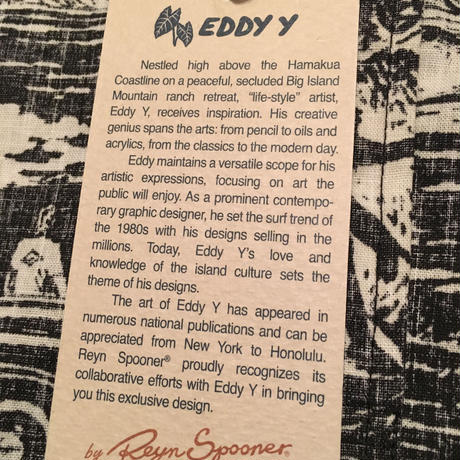 EDDY Y
Nestled high above the Hamakua
Coastline on a peaceful, secluded Big Island
Mountain ranch retreat, “life-style” artist,
Eddy Y, receives inspiration. His creative
genius spans the arts: from pencil to oils and
acrylics, from the classics to the modern day.
Eddy maintains a versatile scope for his
artistic expressions, focusing on art the
public will enjoy. As a prominent contempo-
rary graphic designer, he set the surf trend of
the 1980s with his designs selling in the
millions. Today, Eddy Y’s love and
knowledge of the island culture sets the
theme of his designs.
The art of Eddy Y has appeared in
numerous national publications and can be
appreciated from New York to Honolulu.
Reyn Spooner® proudly recognizes its
collaborative efforts with Eddy Y in bringing
you this exclusive design.
by Reyn Spooner®